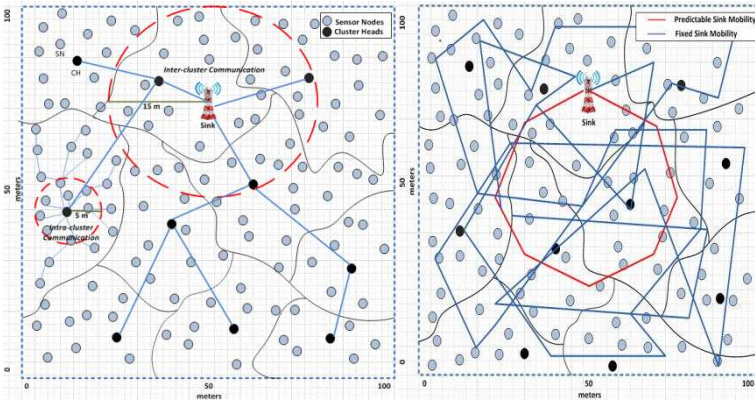 100
50
0
meters
SN
CH
Inter-cluster Communication
15 m
Sink
5 m
Intra-cluster
Communication
Sensor Nodes
Cluster Heads
0
50
100
meters
100
50
0
meters
Predictable Sink Mobility
Fixed Sink Mobility
Sink
0
50
100
meters